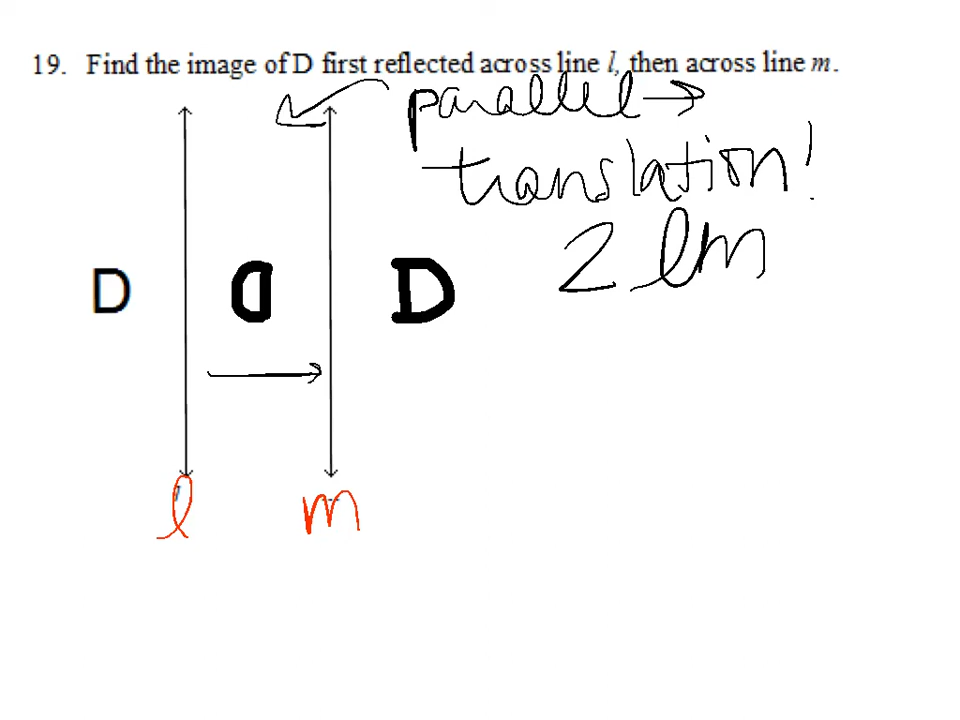 19. Find the image of D first reflected across line l, then across line m.
parallel →
translation!
2 lm
D D D
l m